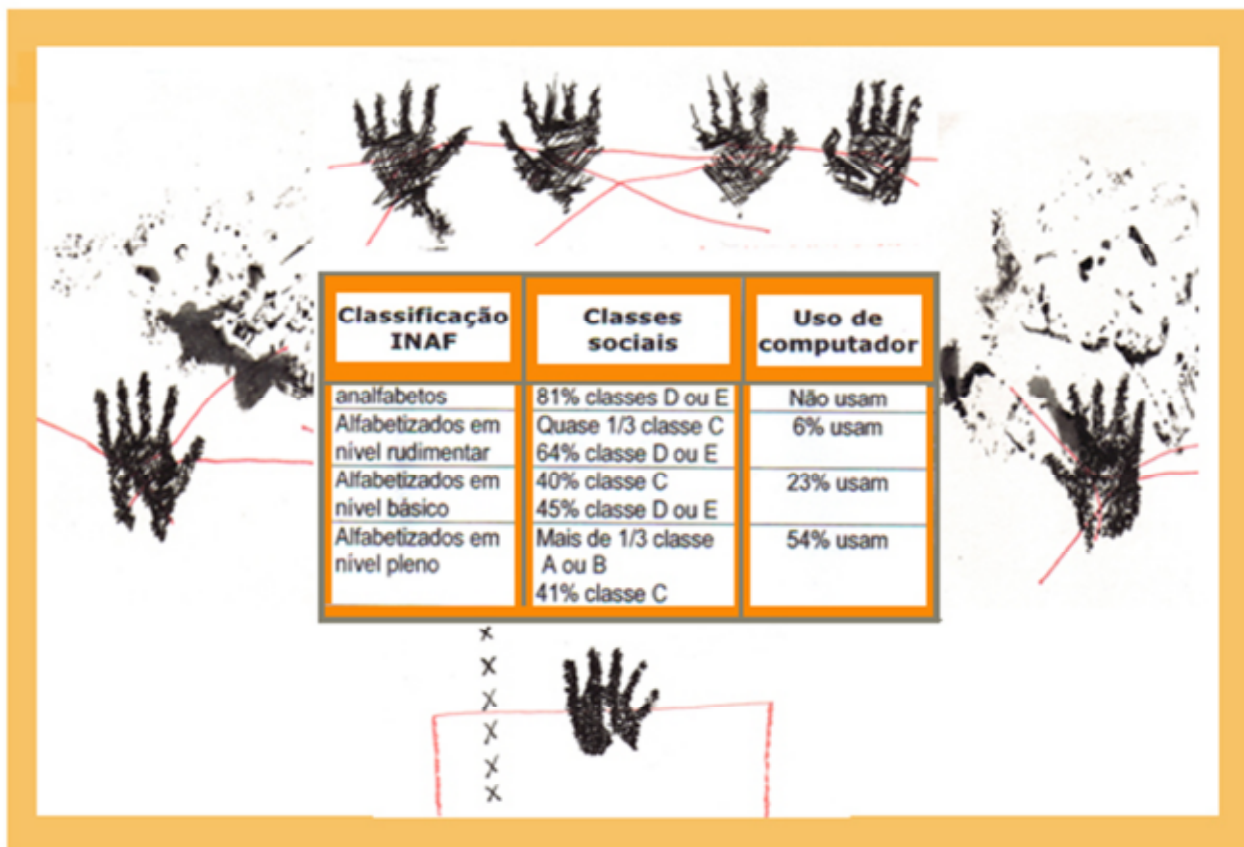 Classificação INAF
Classes sociais
Uso de computador
analfabetos
81% classes D ou E
Não usam
Alfabetizados em nível rudimentar
Quase 1/3 classe C
64% classe D ou E
6% usam
Alfabetizados em nível básico
40% classe C
45% classe D ou E
23% usam
Alfabetizados em nível pleno
Mais de 1/3 classe A ou B
41% classe C
54% usam
x
x
x
x
x
x